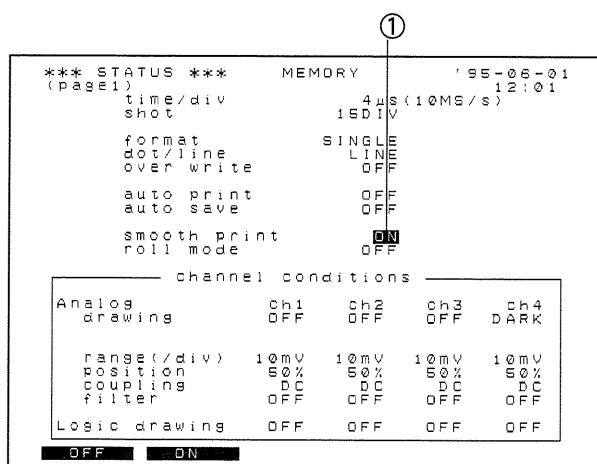 ①
*** STATUS *** MEMORY '95-06-01
(page1) 12:01
time/div 4µs(10MS/s)
shot 15DIV
format SINGLE
dot/line LINE
over write OFF
auto print OFF
auto save OFF
smooth print ON
roll mode OFF
channel conditions
Analog ch1 ch2 ch3 ch4
drawing OFF OFF OFF DARK
range(/div) 10mV 10mV 10mV 10mV
position 50% 50% 50% 50%
coupling DC DC DC DC
filter OFF OFF OFF OFF
Logic drawing OFF OFF OFF OFF
OFF ON